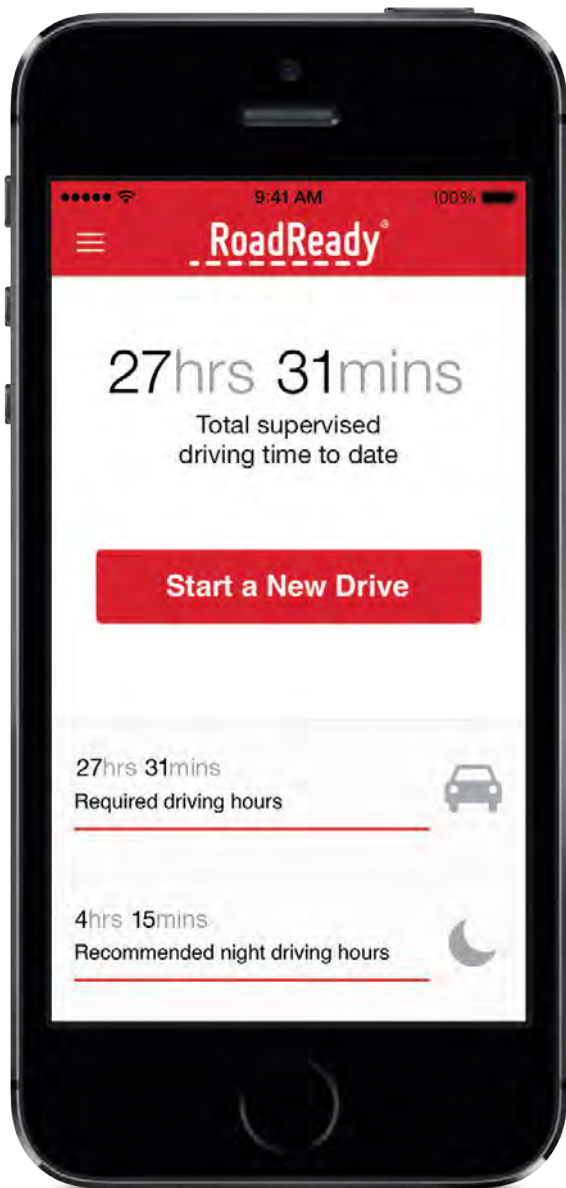 9:41 AM 100%
RoadReady®
27hrs 31mins
Total supervised
driving time to date
Start a New Drive
27hrs 31mins
Required driving hours
4hrs 15mins
Recommended night driving hours